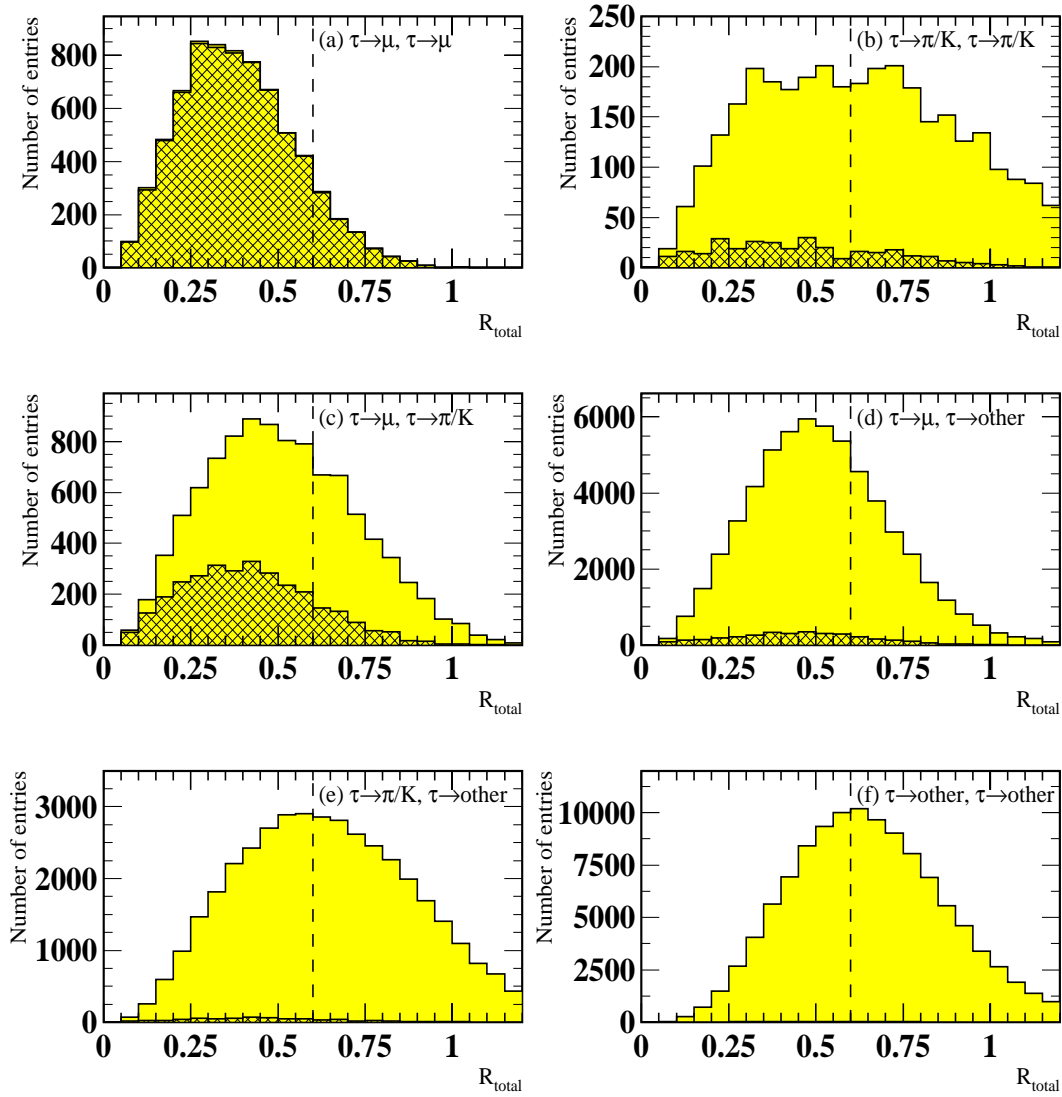 (a) τ→μ, τ→μ
Number of entries
800
600
400
200
0
0 0.25 0.5 0.75 1
R_total
(b) τ→π/K, τ→π/K
Number of entries
250
200
150
100
50
0
0 0.25 0.5 0.75 1
R_total
(c) τ→μ, τ→π/K
Number of entries
800
600
400
200
0
0 0.25 0.5 0.75 1
R_total
(d) τ→μ, τ→other
Number of entries
6000
4000
2000
0
0 0.25 0.5 0.75 1
R_total
(e) τ→π/K, τ→other
Number of entries
3000
2000
1000
0
0 0.25 0.5 0.75 1
R_total
(f) τ→other, τ→other
Number of entries
10000
7500
5000
2500
0
0 0.25 0.5 0.75 1
R_total